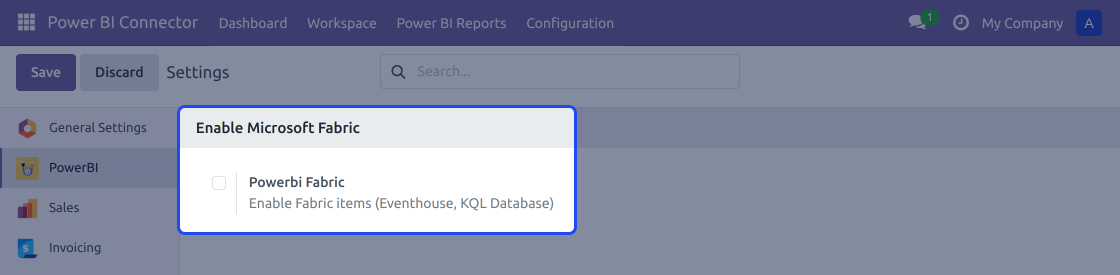 Power BI Connector Dashboard Workspace Power BI Reports Configuration 1 My Company A
Save Discard Settings Search...
General Settings
PowerBI
Sales
Invoicing
Enable Microsoft Fabric
Powerbi Fabric
Enable Fabric items (Eventhouse, KQL Database)